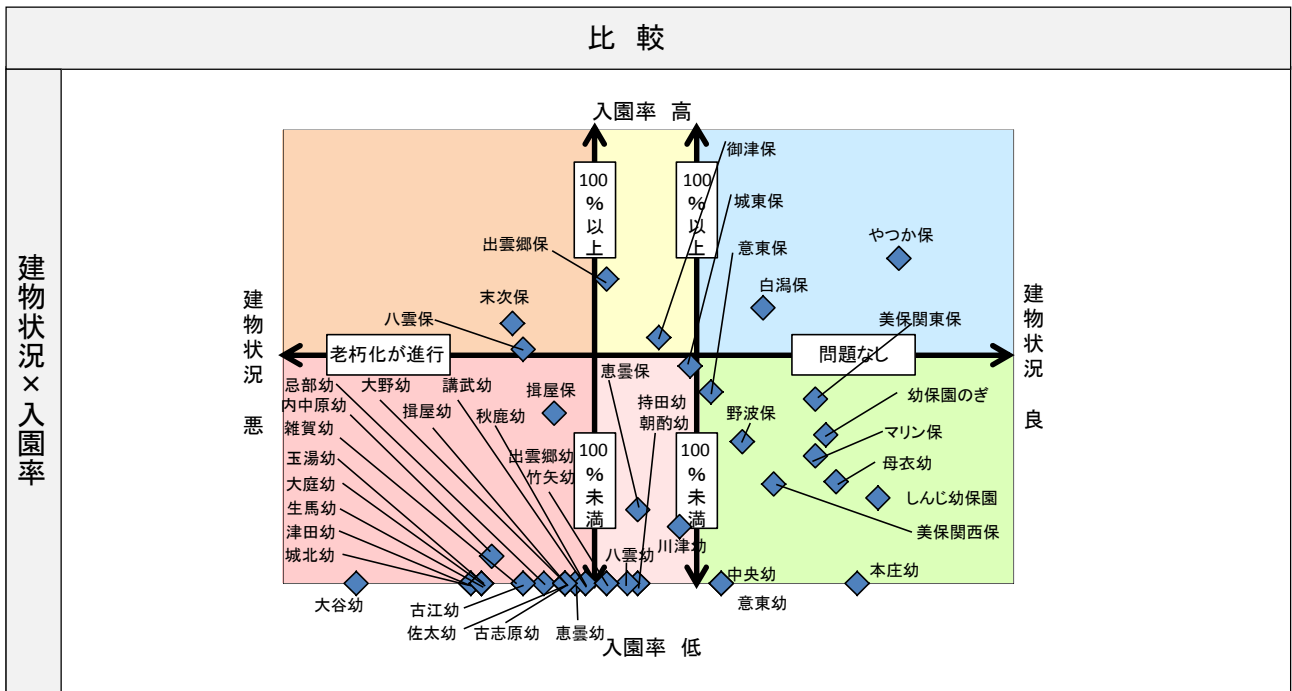 比 較
建物状況×入園率
入園率 高
御津保
100%以上
100%以上
城東保
出雲郷保
意東保
やつか保
白潟保
建物状況 悪
末次保
八雲保
美保関東保
建物状況 良
老朽化が進行
問題なし
忌部幼
大野幼
講武幼
恵曇保
内中原幼
揖屋幼
秋鹿幼
揖屋保
持田幼
朝酌幼
野波保
幼保園のぎ
雑賀幼
マリン保
玉湯幼
出雲郷幼
竹矢幼
100%未満
100%未満
母衣幼
大庭幼
しんじ幼保園
生馬幼
美保関西保
津田幼
城北幼
八雲幼
川津幼
大谷幼
古江幼
中央幼
本庄幼
意東幼
佐太幼
古志原幼
恵曇幼
入園率 低